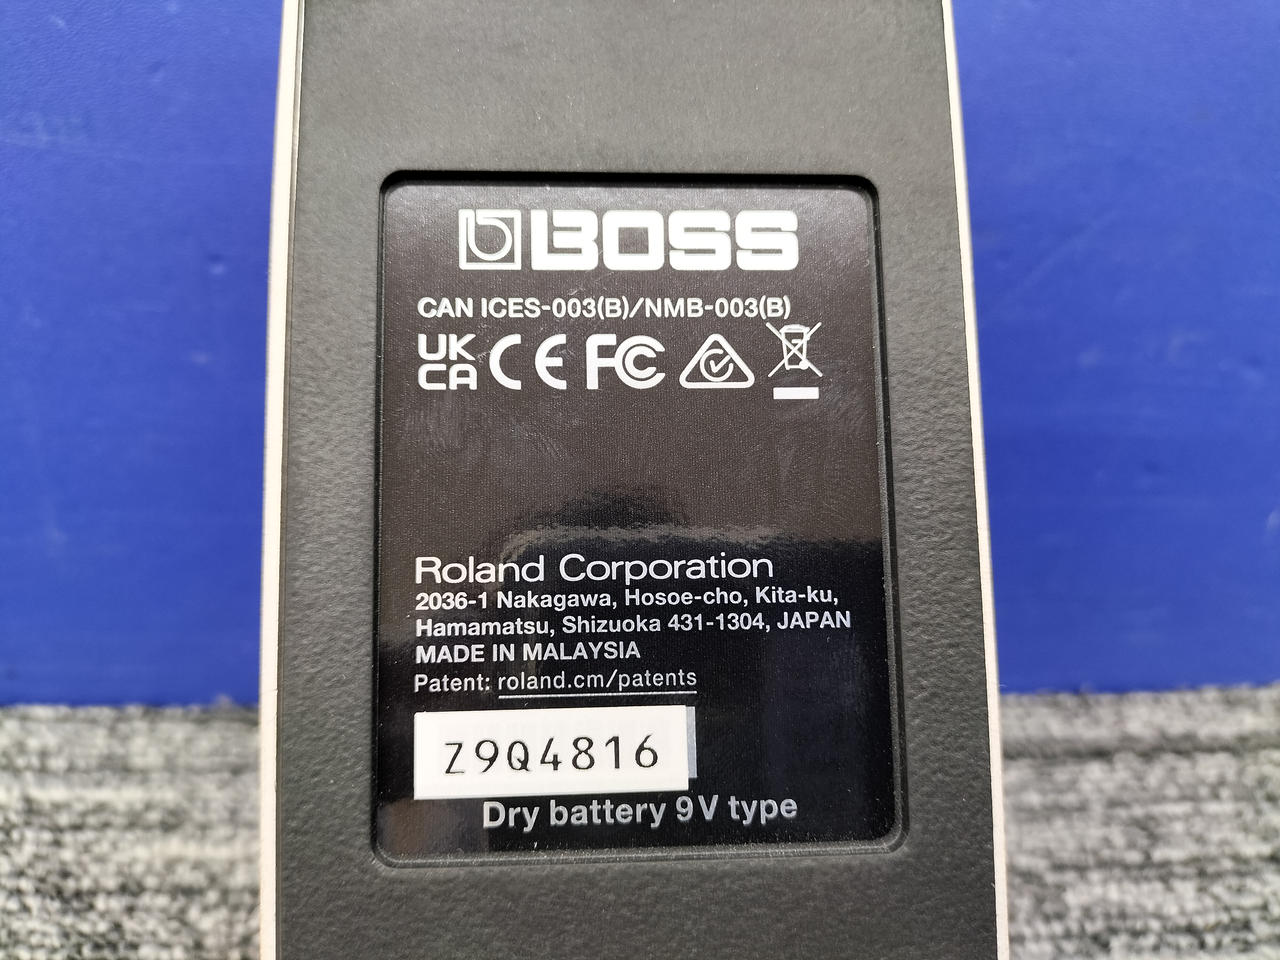 BOSS
CAN ICES-003(B)/NMB-003(B)
UK
CA CE FC
Roland Corporation
2036-1 Nakagawa, Hosoe-cho, Kita-ku,
Hamamatsu, Shizuoka 431-1304, JAPAN
MADE IN MALAYSIA
Patent: roland.cm/patents
Z9Q4816
Dry battery 9V type